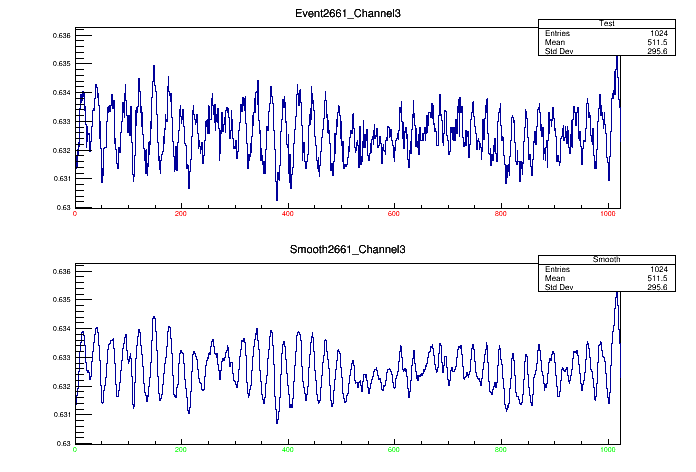 Event2661_Channel3
Test
Entries 1024
Mean 511.5
Std Dev 295.6
0.636
0.635
0.634
0.633
0.632
0.631
0.63
0 200 400 600 800 1000
Smooth2661_Channel3
Smooth
Entries 1024
Mean 511.5
Std Dev 295.6
0.636
0.635
0.634
0.633
0.632
0.631
0.63
0 200 400 600 800 1000